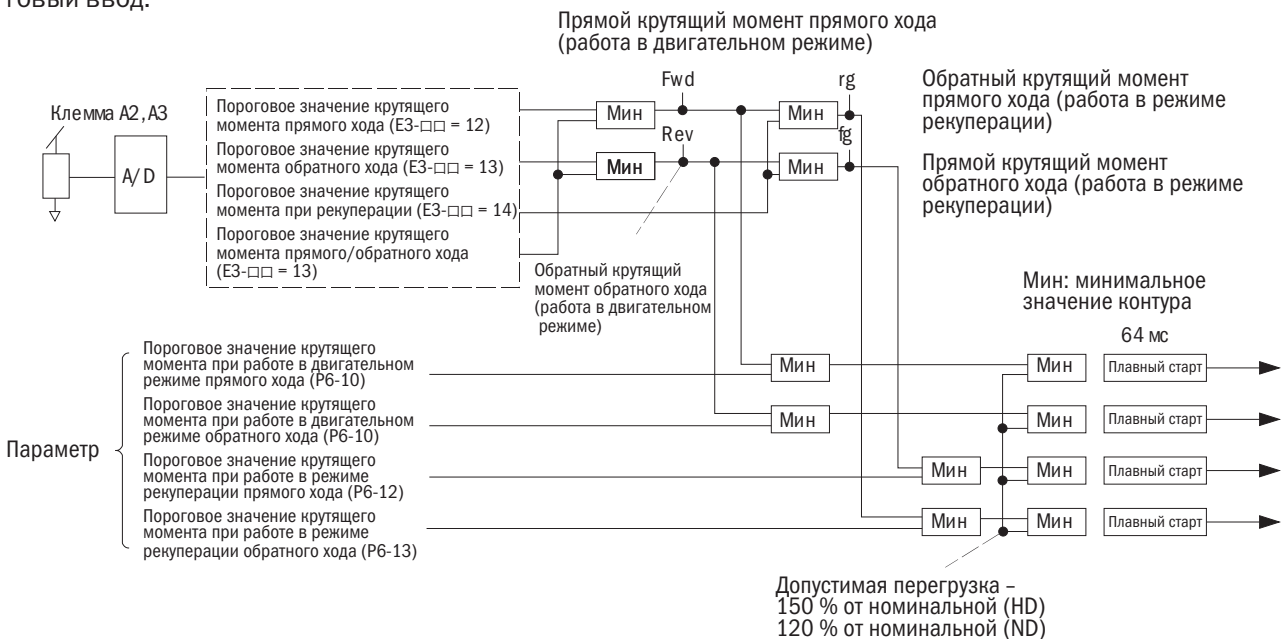 товый ввод.
Прямой крутящий момент прямого хода
(работа в двигательном режиме)
Клемма A2, A3
A/D
Пороговое значение крутящего
момента прямого хода (E3-□□ = 12)
Пороговое значение крутящего
момента обратного хода (E3-□□ = 13)
Пороговое значение крутящего
момента при рекуперации (E3-□□ = 14)
Пороговое значение крутящего
момента прямого/обратного хода
(E3-□□ = 13)
Fwd
Мин
Rev
Мин
rg
Мин
fg
Мин
Обратный крутящий момент
прямого хода (работа в режиме
рекуперации)
Прямой крутящий момент
обратного хода (работа в режиме
рекуперации)
Обратный крутящий
момент обратного хода
(работа в двигательном
режиме)
Мин: минимальное
значение контура
64 мс
Параметр
Пороговое значение крутящего
момента при работе в двигательном
режиме прямого хода (P6-10)
Мин
Мин
Плавный старт
Пороговое значение крутящего
момента при работе в двигательном
режиме обратного хода (P6-10)
Мин
Мин
Плавный старт
Пороговое значение крутящего
момента при работе в режиме
рекуперации прямого хода (P6-12)
Мин
Мин
Плавный старт
Пороговое значение крутящего
момента при работе в режиме
рекуперации обратного хода (P6-13)
Мин
Мин
Плавный старт
Допустимая перегрузка –
150 % от номинальной (HD)
120 % от номинальной (ND)